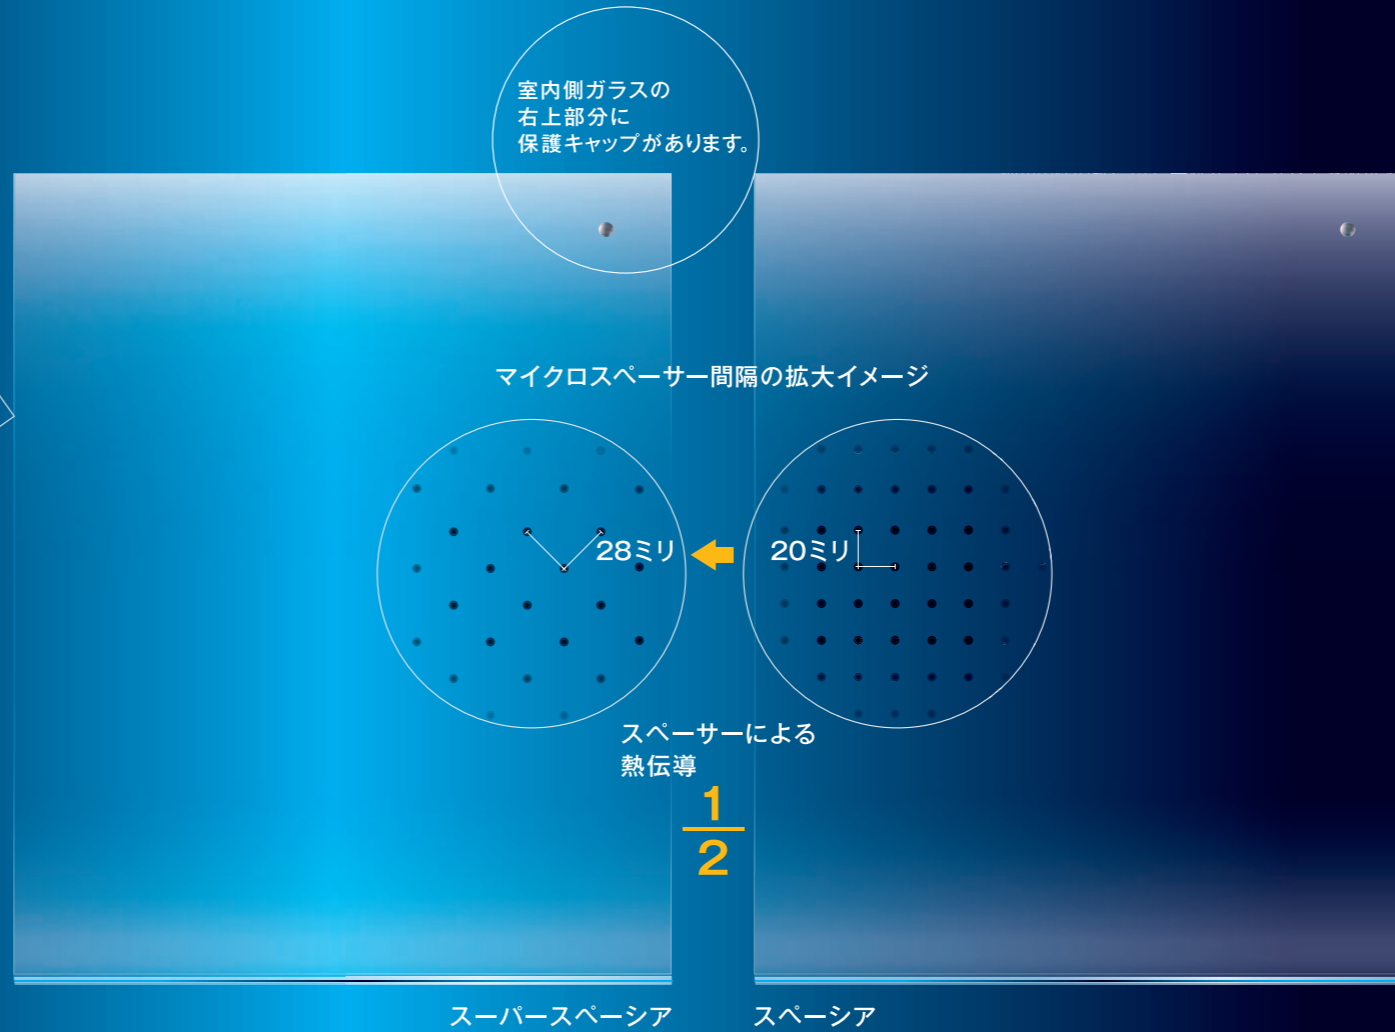 室内側ガラスの
右上部分に
保護キャップがあります。
マイクロスペーサー間隔の拡大イメージ
28ミリ
20ミリ
スペーサーによる
熱伝導
1
2
スーパースペーシア
スペーシア